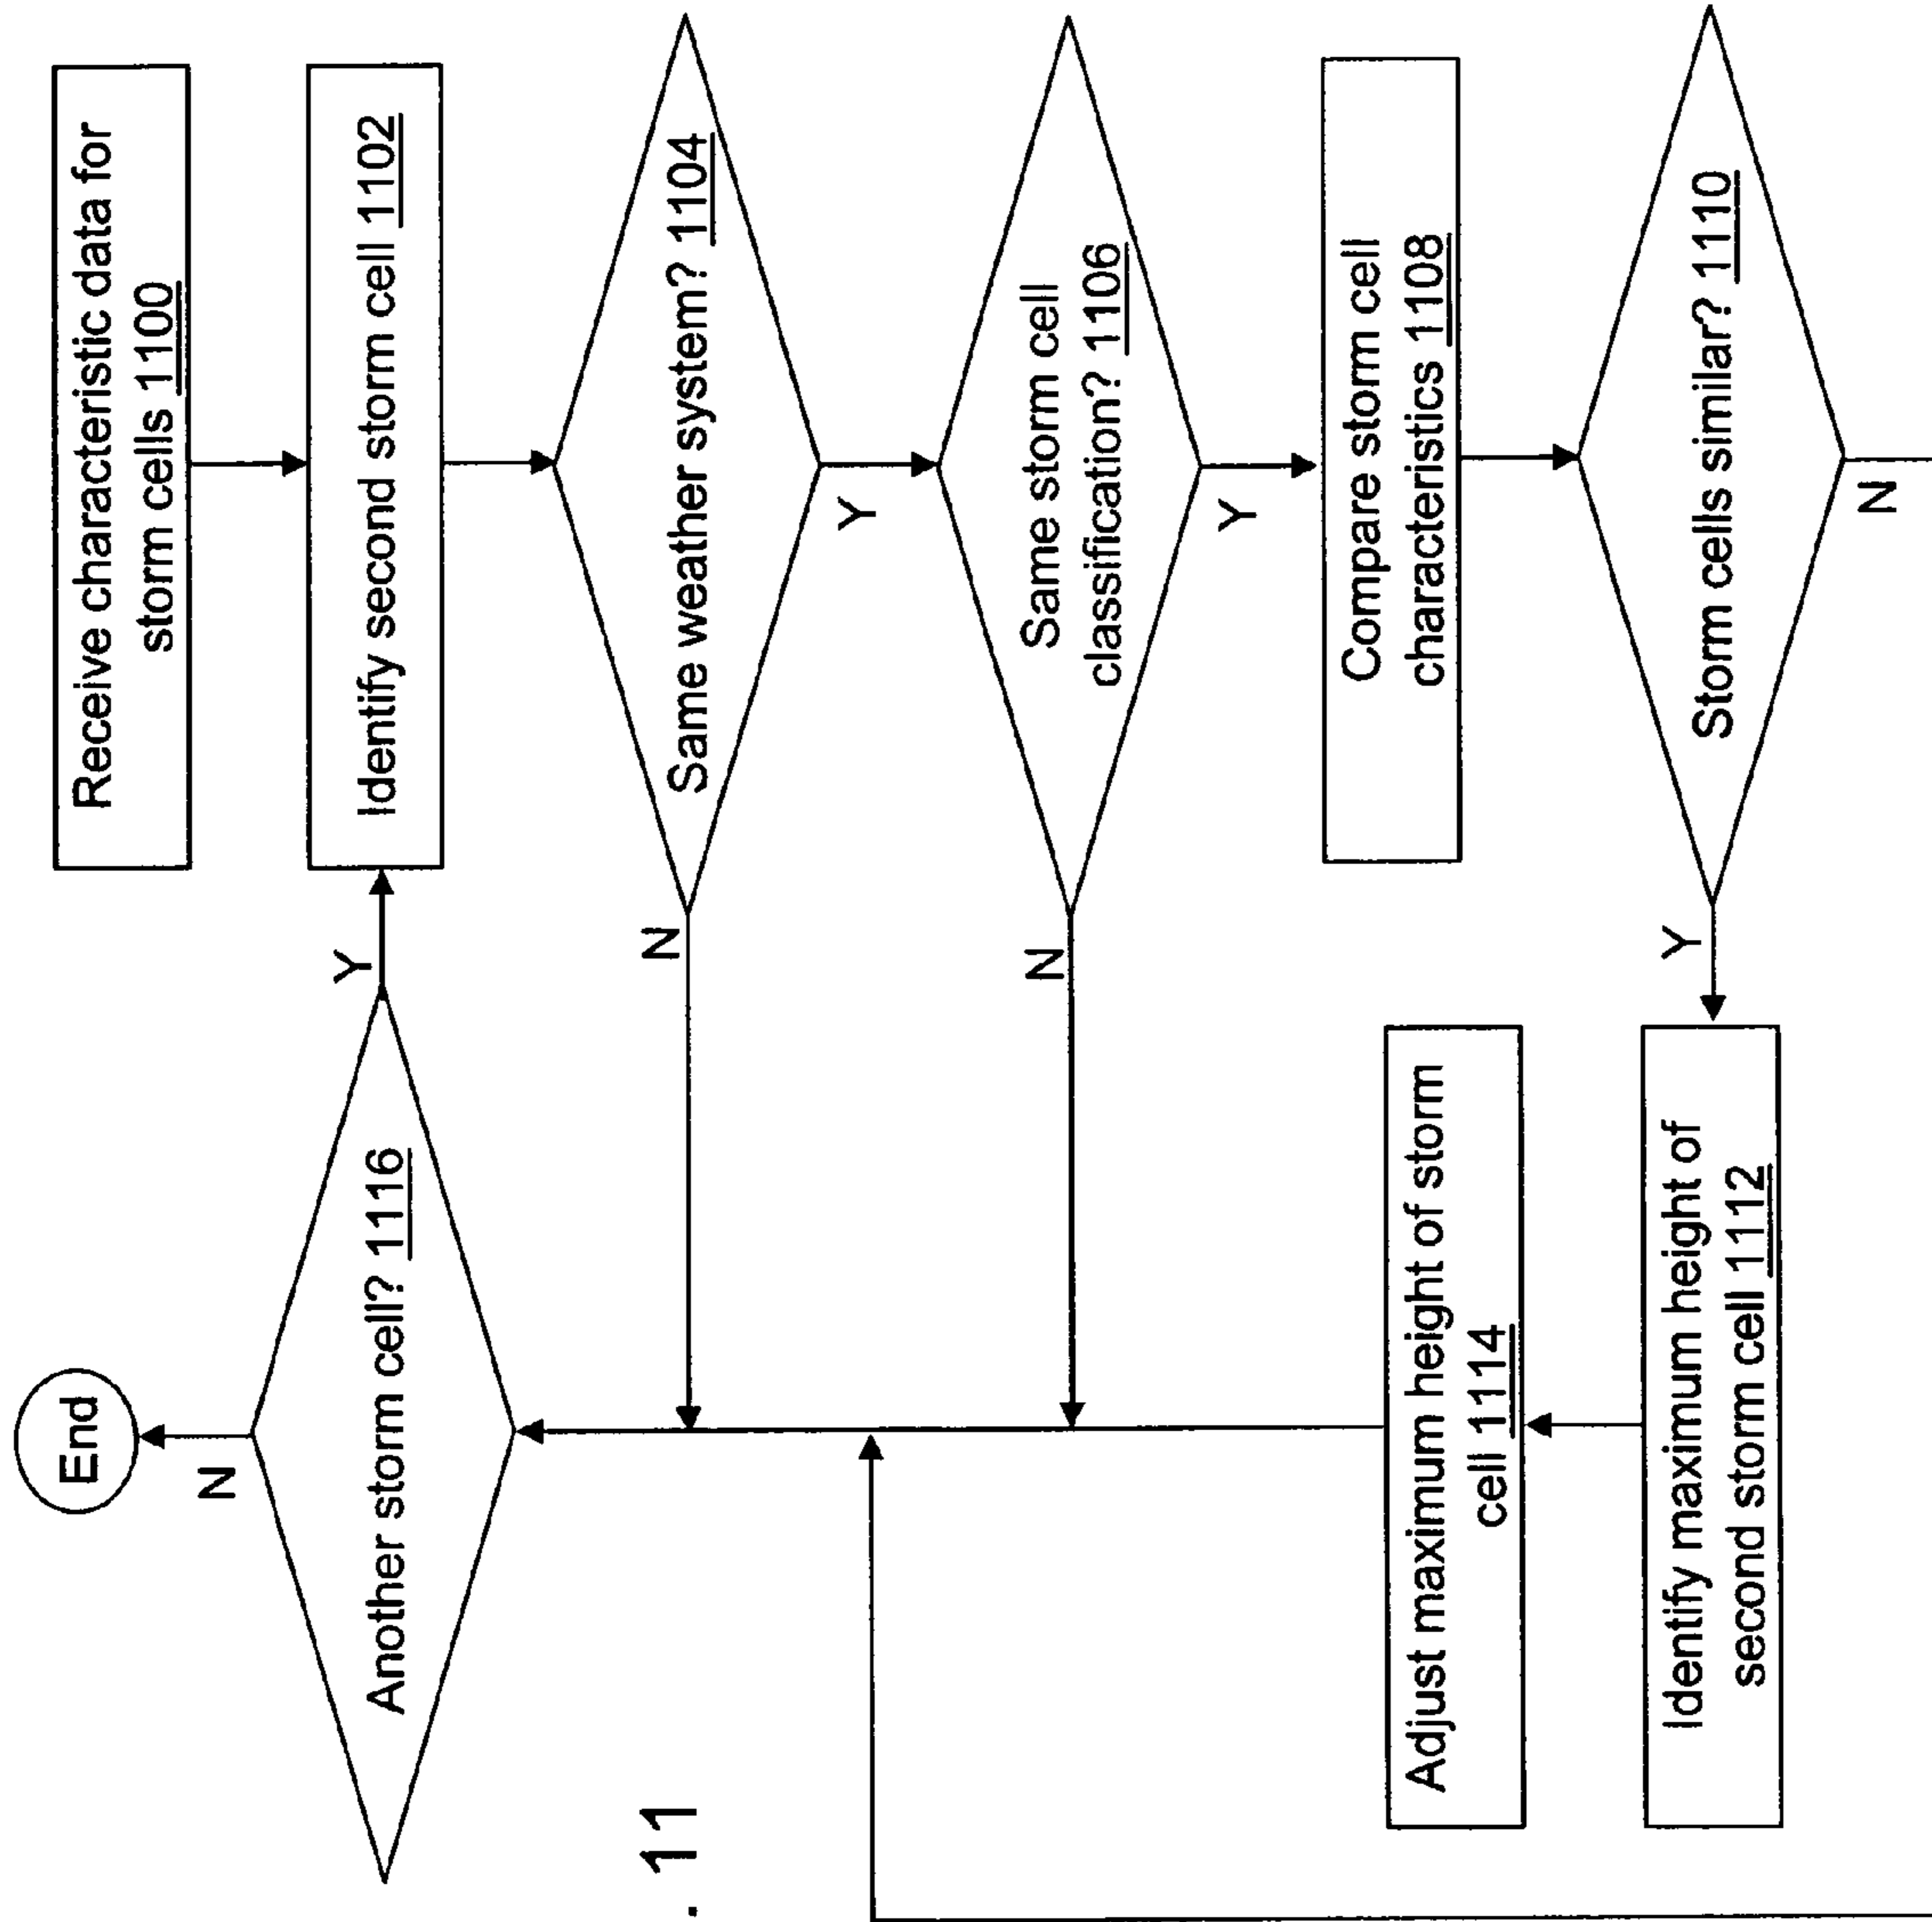 Receive characteristic data for
storm cells 1100
Identify second storm cell 1102
Same weather system? 1104
N
Y
Same storm cell
classification? 1106
N
Y
Compare storm cell
characteristics 1108
Storm cells similar? 1110
Y
N
Identify maximum height of
second storm cell 1112
Adjust maximum height of storm
cell 1114
Another storm cell? 1116
Y
N
End
. 11